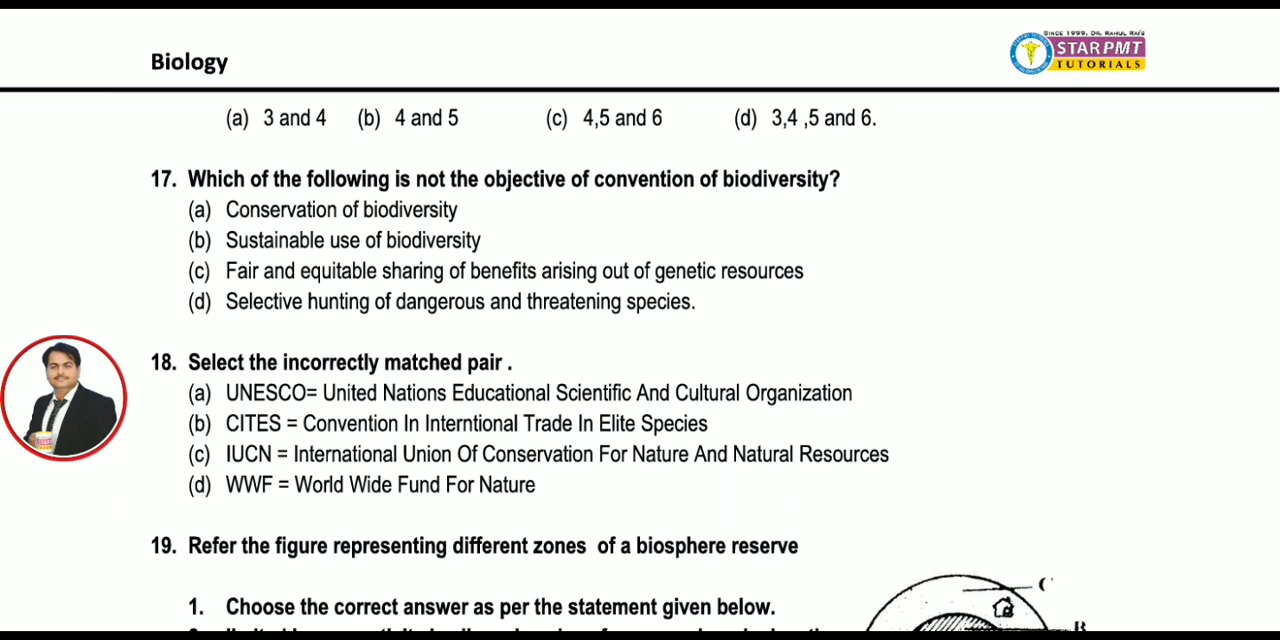 SINCE 1999, DR. RAHUL RAI'S
STAR PMT
TUTORIALS
Biology
(a) 3 and 4 (b) 4 and 5 (c) 4,5 and 6 (d) 3,4 ,5 and 6.
17. Which of the following is not the objective of convention of biodiversity?
(a) Conservation of biodiversity
(b) Sustainable use of biodiversity
(c) Fair and equitable sharing of benefits arising out of genetic resources
(d) Selective hunting of dangerous and threatening species.
18. Select the incorrectly matched pair .
(a) UNESCO= United Nations Educational Scientific And Cultural Organization
(b) CITES = Convention In Interntional Trade In Elite Species
(c) IUCN = International Union Of Conservation For Nature And Natural Resources
(d) WWF = World Wide Fund For Nature
19. Refer the figure representing different zones of a biosphere reserve
C
1. Choose the correct answer as per the statement given below.
B